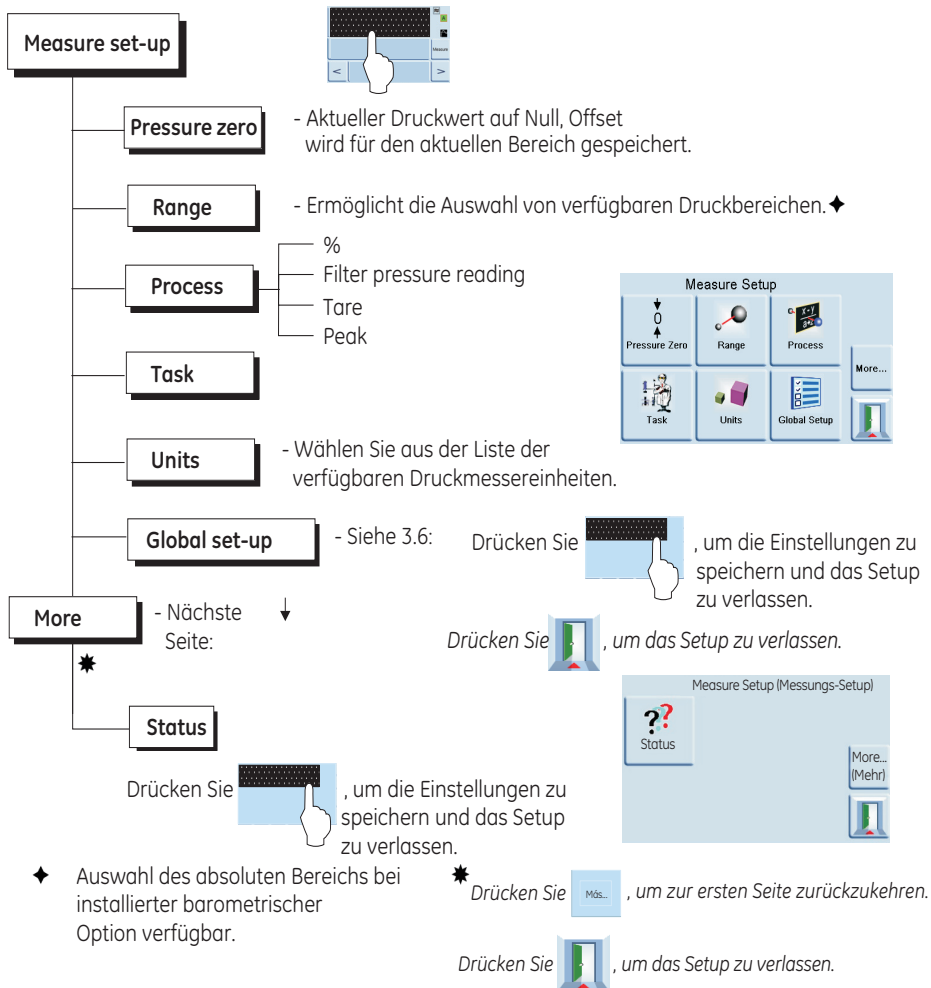 Measure set-up
Measure
<
>
Pressure zero
- Aktueller Druckwert auf Null, Offset
wird für den aktuellen Bereich gespeichert.
Range
- Ermöglicht die Auswahl von verfügbaren Druckbereichen.✦
Process
%
Filter pressure reading
Tare
Peak
Measure Setup
0
Pressure Zero
Range
x-y
Process
More...
Task
Units
Global Setup
Task
Units
- Wählen Sie aus der Liste der
verfügbaren Druckmessereinheiten.
Global set-up
- Siehe 3.6:
Drücken Sie , um die Einstellungen zu
speichern und das Setup
zu verlassen.
More
- Nächste
Seite:
Drücken Sie , um das Setup zu verlassen.
Measure Setup (Messungs-Setup)
???
Status
More...
(Mehr)
Status
Drücken Sie , um die Einstellungen zu
speichern und das Setup
zu verlassen.
✦ Auswahl des absoluten Bereichs bei
installierter barometrischer
Option verfügbar.
Drücken Sie Más... , um zur ersten Seite zurückzukehren.
Drücken Sie , um das Setup zu verlassen.